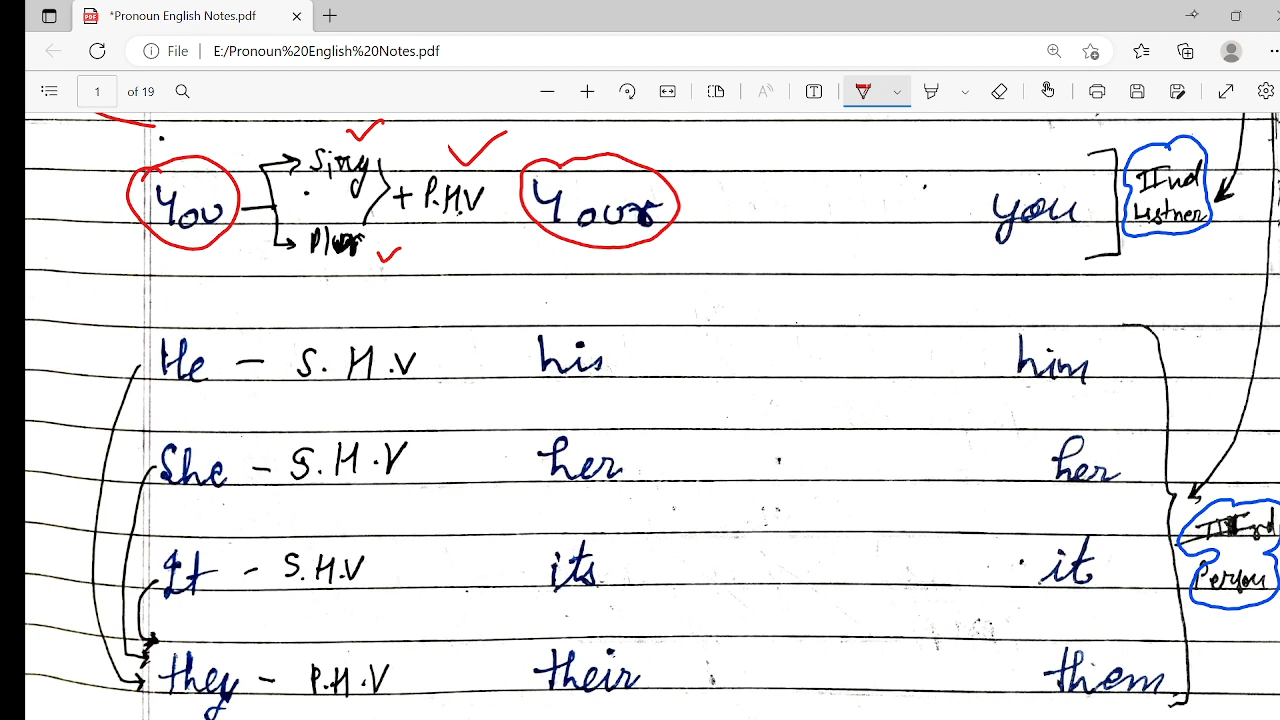 *Pronoun English Notes.pdf
File E:/Pronoun%20English%20Notes.pdf
1 of 19
You Sing + P.H.V Your you IInd
Plur Listner
He - S.H.V his him
She - S.H.V her her
It - S.H.V its it
Person
they - P.H.V their them